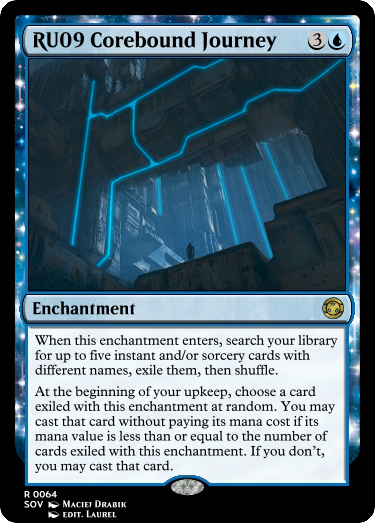 RU09 Corebound Journey 3
Enchantment
When this enchantment enters, search your library
for up to five instant and/or sorcery cards with
different names, exile them, then shuffle.
At the beginning of your upkeep, choose a card
exiled with this enchantment at random. You may
cast that card without paying its mana cost if its
mana value is less than or equal to the number of
cards exiled with this enchantment. If you don't,
you may cast that card.
R 0064
SOV Maciej Drabik
edit. Laurel